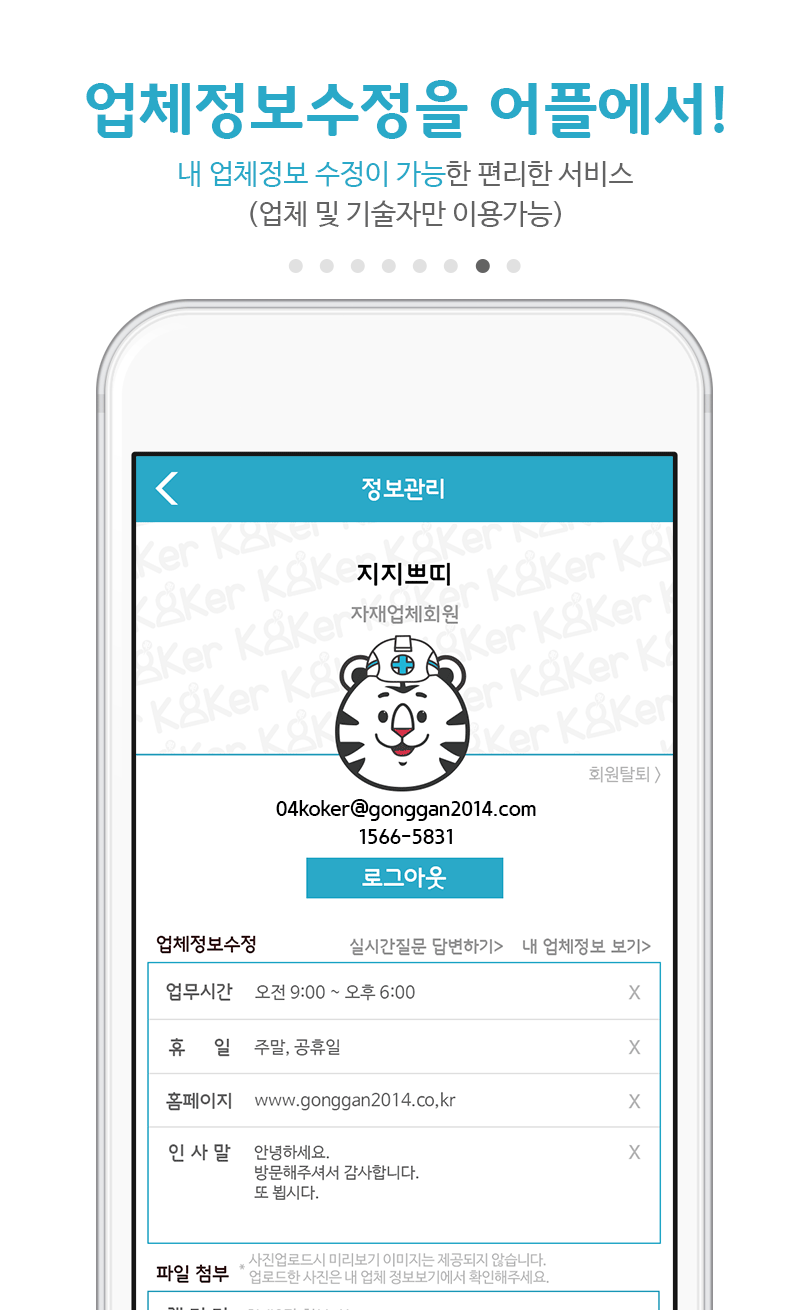 업체정보수정을 어플에서!
내 업체정보 수정이 가능한 편리한 서비스
(업체 및 기술자만 이용가능)
정보관리
지지쁘띠
자재업체회원
회원탈퇴 〉
04koker@gonggan2014.com
1566-5831
로그아웃
업체정보수정 실시간질문 답변하기> 내 업체정보 보기>
업무시간 오전 9:00 ~ 오후 6:00 X
휴 일 주말, 공휴일 X
홈페이지 www.gonggan2014.co,kr X
인 사 말 안녕하세요. X
방문해주셔서 감사합니다.
또 뵙시다.
파일 첨부 * 사진업로드시 미리보기 이미지는 제공되지 않습니다.
업로드한 사진은 내 업체 정보보기에서 확인해주세요.